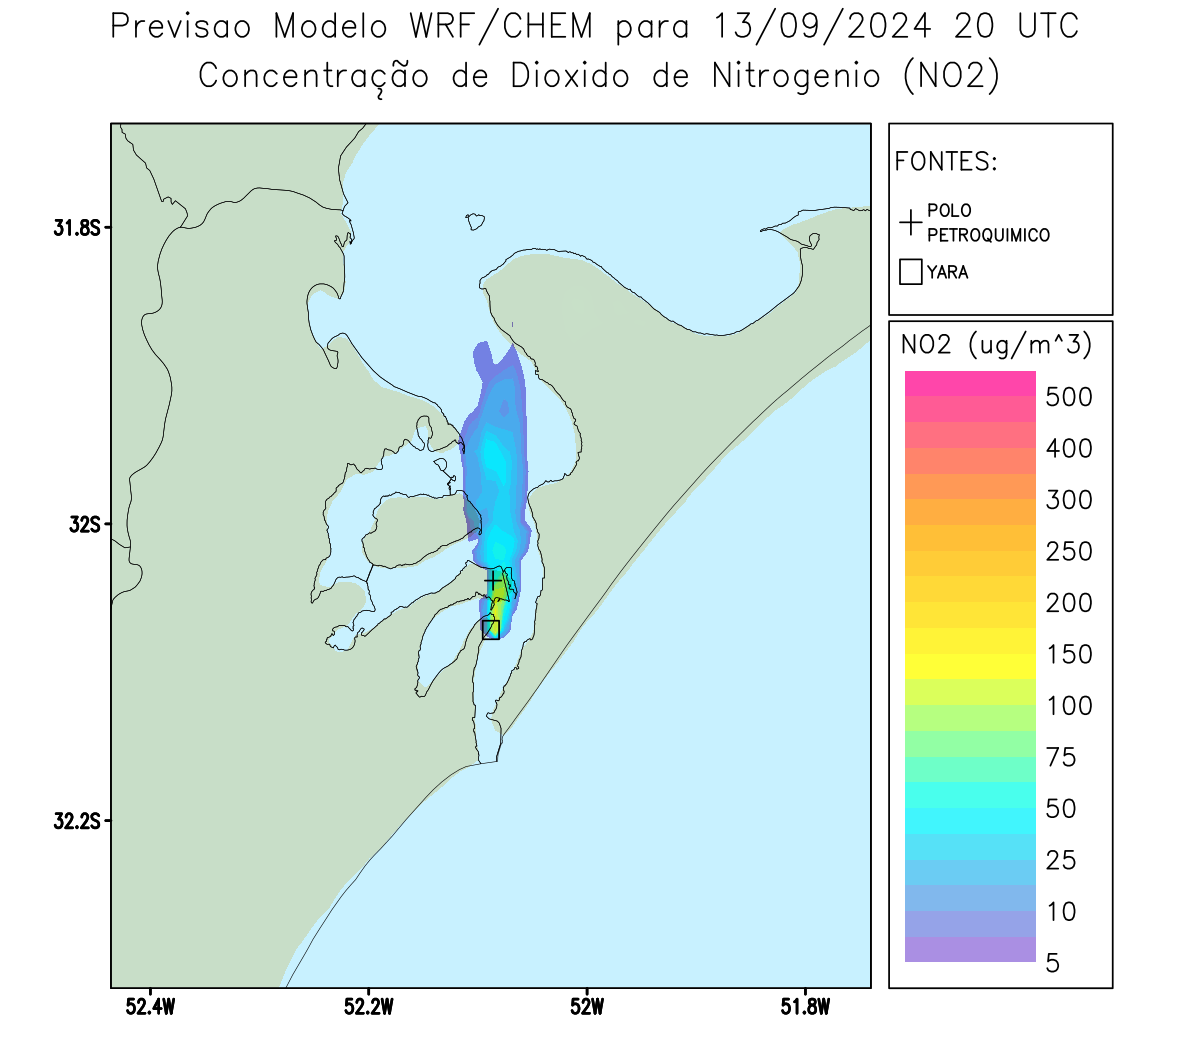 Previsao Modelo WRF/CHEM para 13/09/2024 20 UTC
Concentração de Dioxido de Nitrogenio (NO2)
FONTES:
POLO
PETROQUIMICO
YARA
NO2 (ug/m^3)
500
400
300
250
200
150
100
75
50
25
10
5
31.8S
32S
32.2S
52.4W
52.2W
52W
51.8W